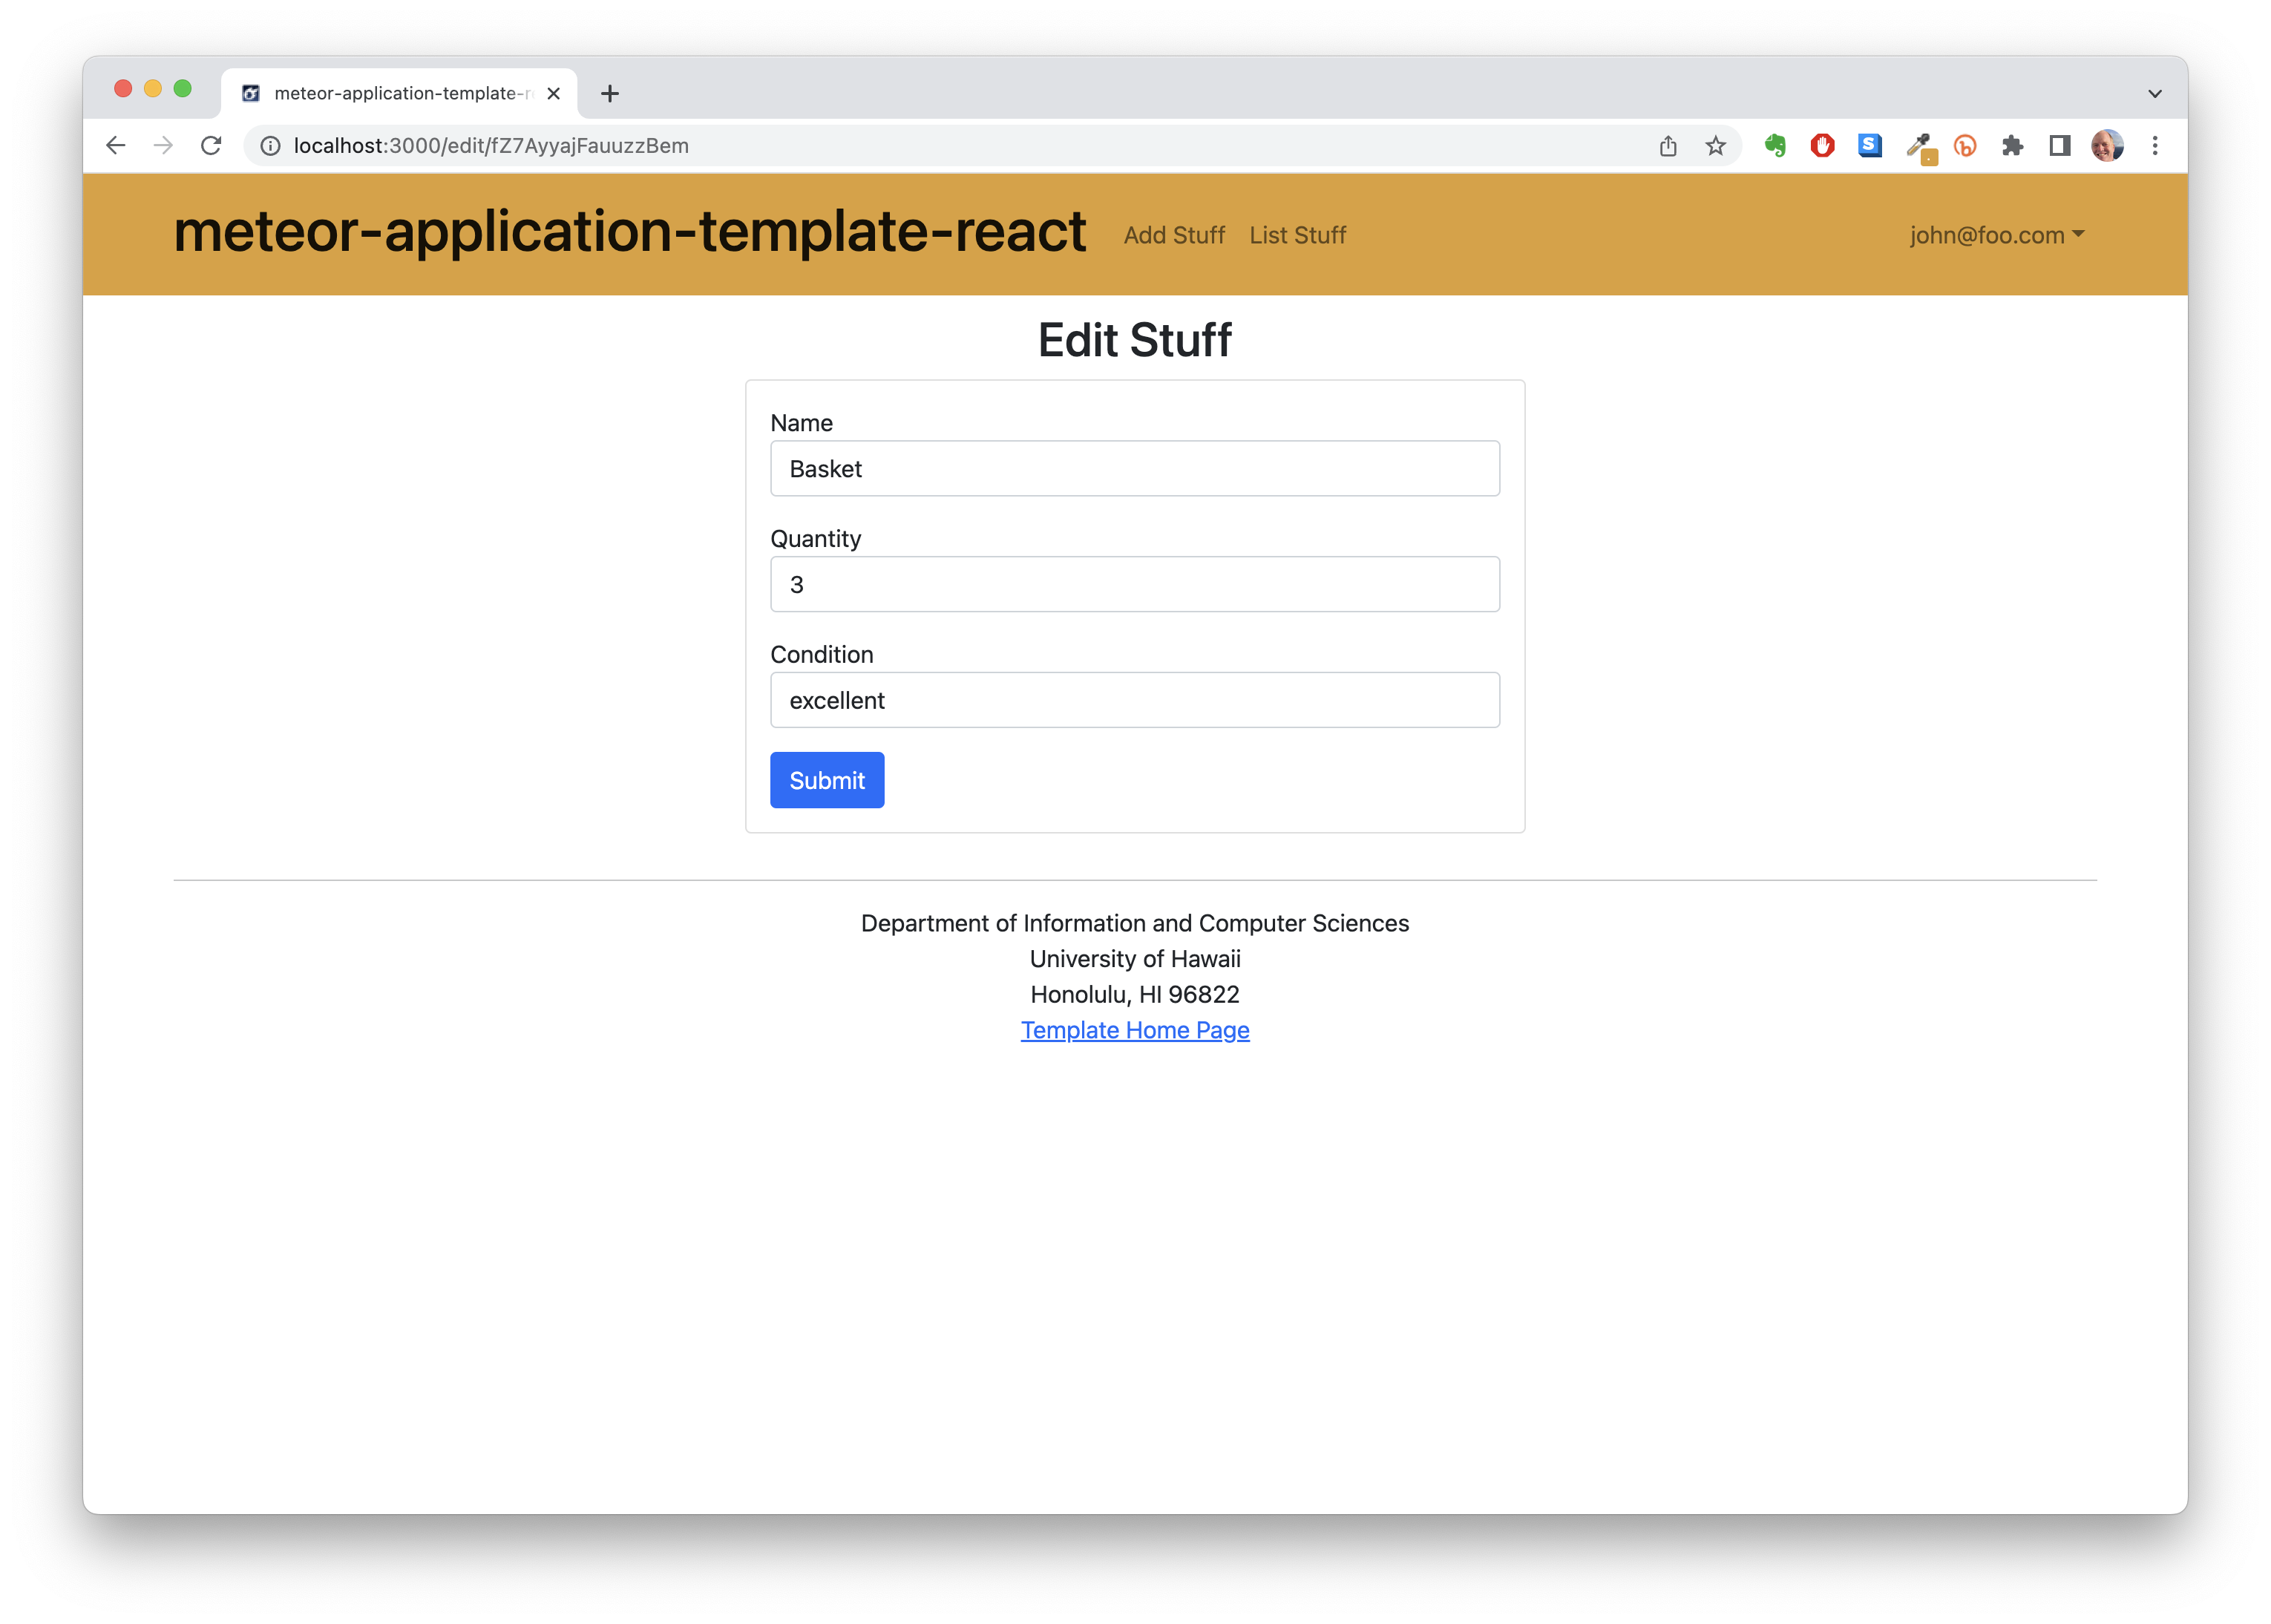 meteor-application-template-r
localhost:3000/edit/fZ7AyyajFauuzzBem
meteor-application-template-react
Add Stuff
List Stuff
john@foo.com
Edit Stuff
Name
Basket
Quantity
3
Condition
excellent
Submit
Department of Information and Computer Sciences
University of Hawaii
Honolulu, HI 96822
Template Home Page